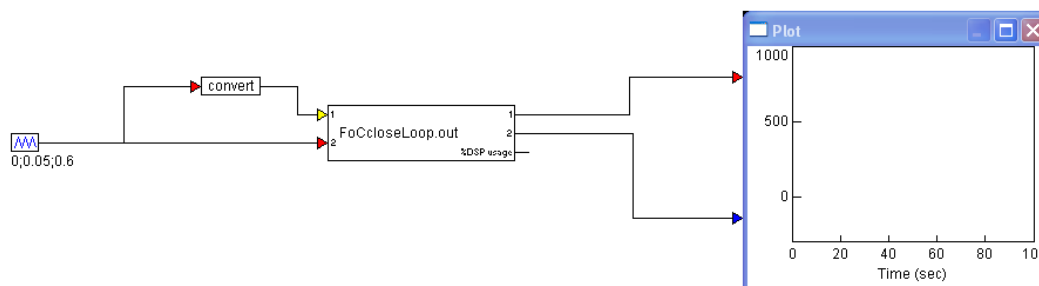 Plot
convert
1
2
FoCcloseLoop.out
1
2
%DSP usage
0;0.05;0.6
1000
500
0
0 20 40 60 80 10
Time (sec)